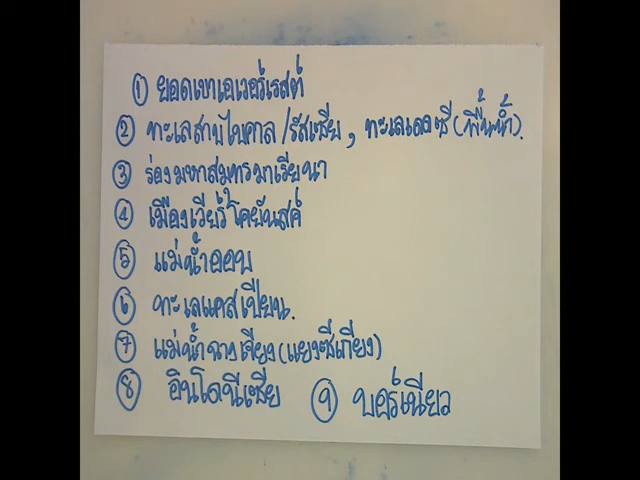 ① ยอดเขาเอเวอร์เรสต์
② ทะเลสาบไบคาล/รัสเซีย, ทะเลเดดซี(พื้นน้ำ).
③ ร่องมหาสมุทรมาเรียนา
④ เมืองเวียร์โคยันสค์
⑤ แม่น้ำออบ
⑥ ทะเลแคสเปียน.
⑦ แม่น้ำฉางเจียง(แยงซีเกียง)
⑧ อินโดนีเซีย ⑨ บอร์เนียว